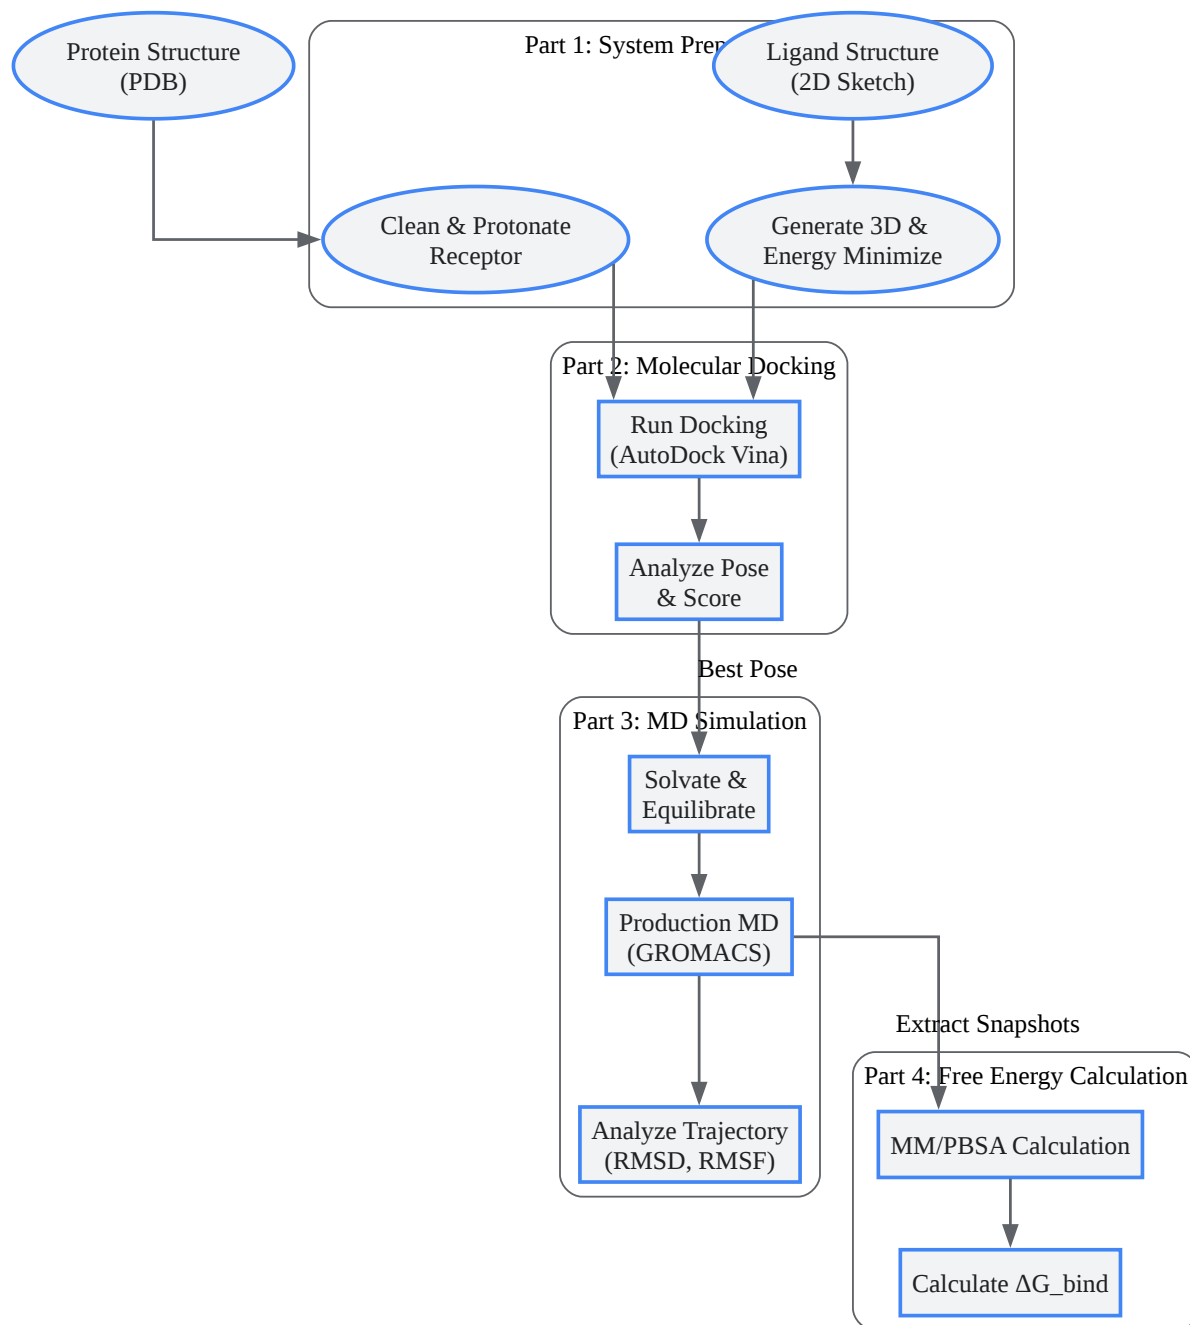 Protein Structure
(PDB)
Part 1: System Prep
Ligand Structure
(2D Sketch)
Clean & Protonate
Receptor
Generate 3D &
Energy Minimize
Part 2: Molecular Docking
Run Docking
(AutoDock Vina)
Analyze Pose
& Score
Best Pose
Part 3: MD Simulation
Solvate &
Equilibrate
Production MD
(GROMACS)
Extract Snapshots
Part 4: Free Energy Calculation
Analyze Trajectory
(RMSD, RMSF)
MM/PBSA Calculation
Calculate ΔG_bind